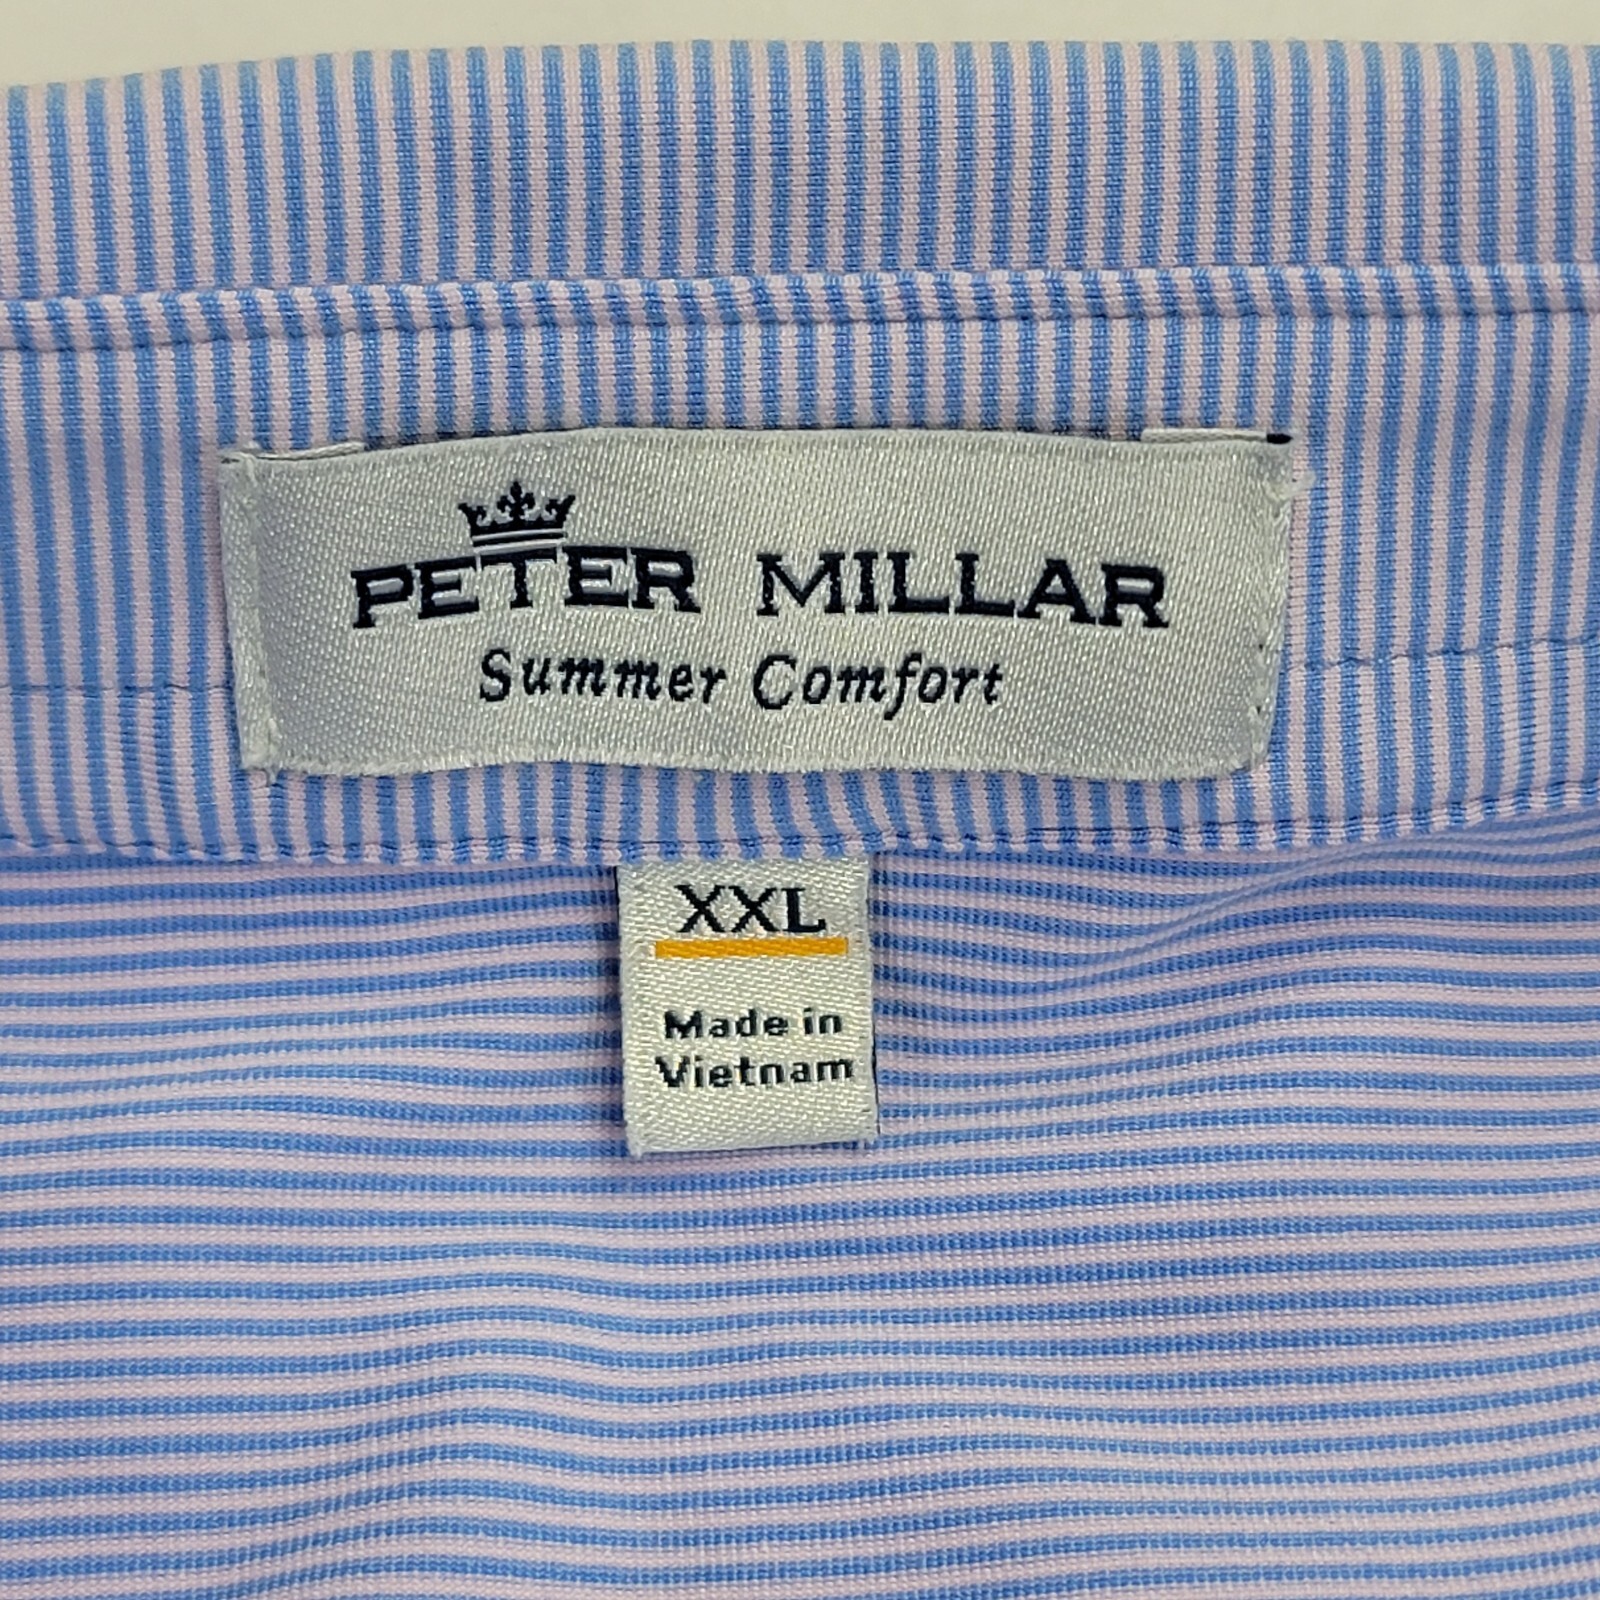 PETER MILLAR
Summer Comfort
XXL
Made in
Vietnam